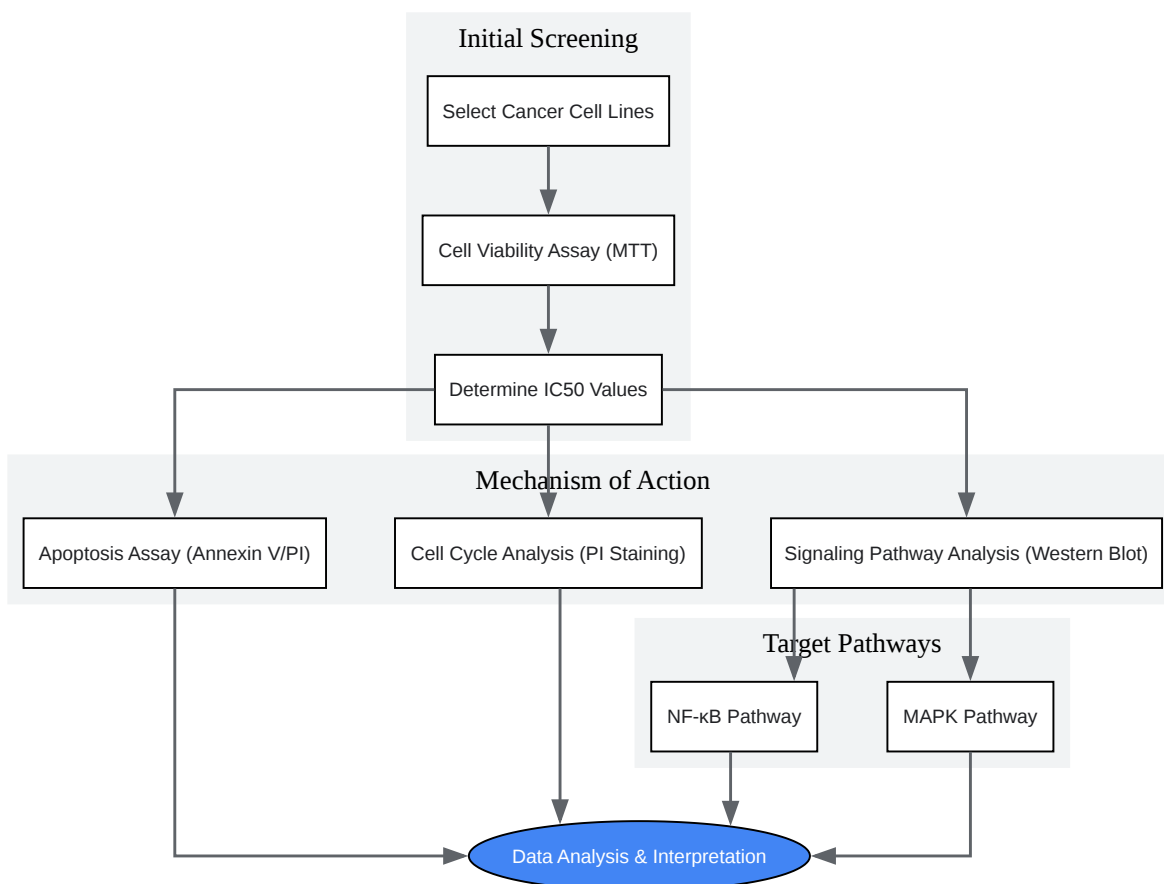 Initial Screening
Select Cancer Cell Lines
Cell Viability Assay (MTT)
Determine IC50 Values
Mechanism of Action
Apoptosis Assay (Annexin V/PI)
Cell Cycle Analysis (PI Staining)
Signaling Pathway Analysis (Western Blot)
Target Pathways
NF-κB Pathway
MAPK Pathway
Data Analysis & Interpretation